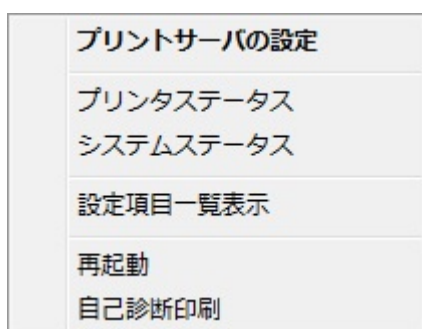 プリントサーバの設定
プリンタステータス
システムステータス
設定項目一覧表示
再起動
自己診断印刷